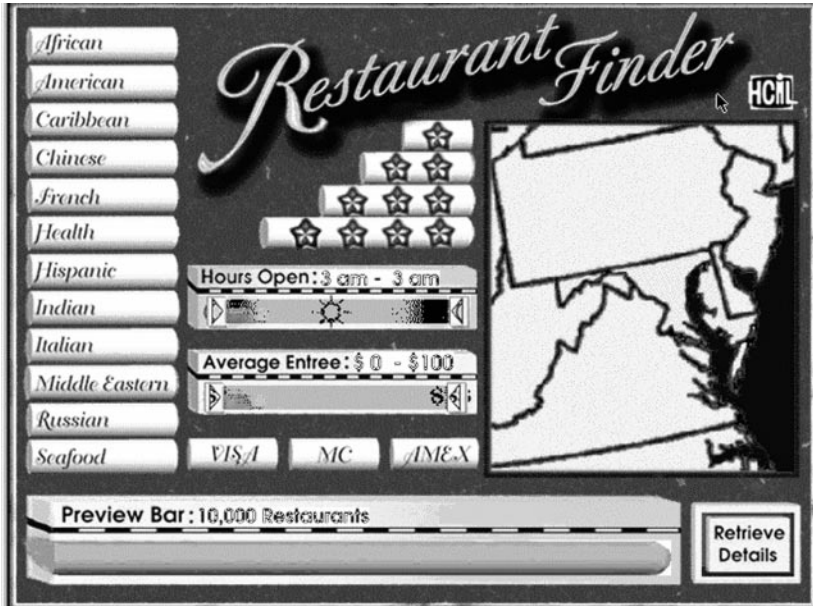 Restaurant Finder
HCIL
African
American
Caribbean
Chinese
French
Health
Hispanic
Indian
Italian
Middle Eastern
Russian
Seafood
Hours Open: 3 am - 3 am
Average Entree: $ 0 - $100
VISA
MC
AMEX
Preview Bar: 10,000 Restaurants
Retrieve
Details